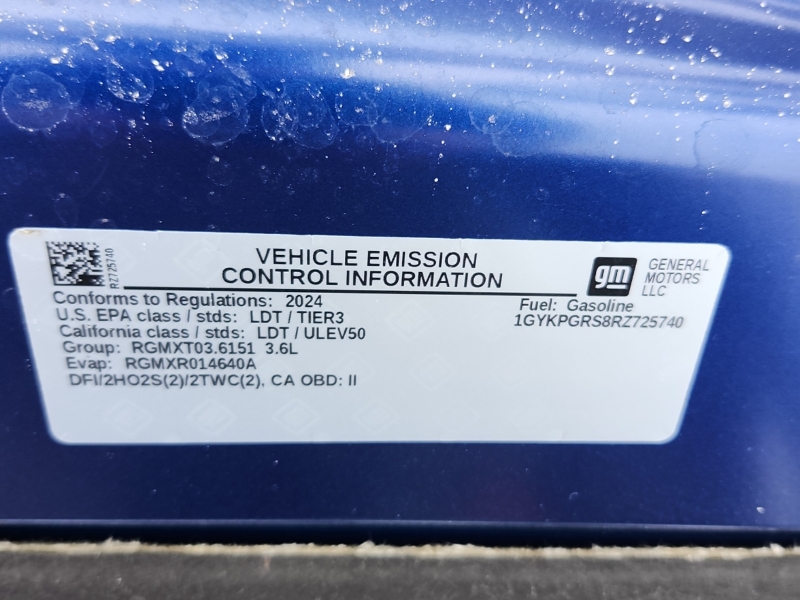 RZ725740
VEHICLE EMISSION
CONTROL INFORMATION
gm
GENERAL
MOTORS
LLC
Conforms to Regulations: 2024
U.S. EPA class / stds: LDT / TIER3
California class / stds: LDT / ULEV50
Group: RGMXT03.6151 3.6L
Evap: RGMXR014640A
DFI/2HO2S(2)/2TWC(2), CA OBD: II
Fuel: Gasoline
1GYKPGRS8RZ725740